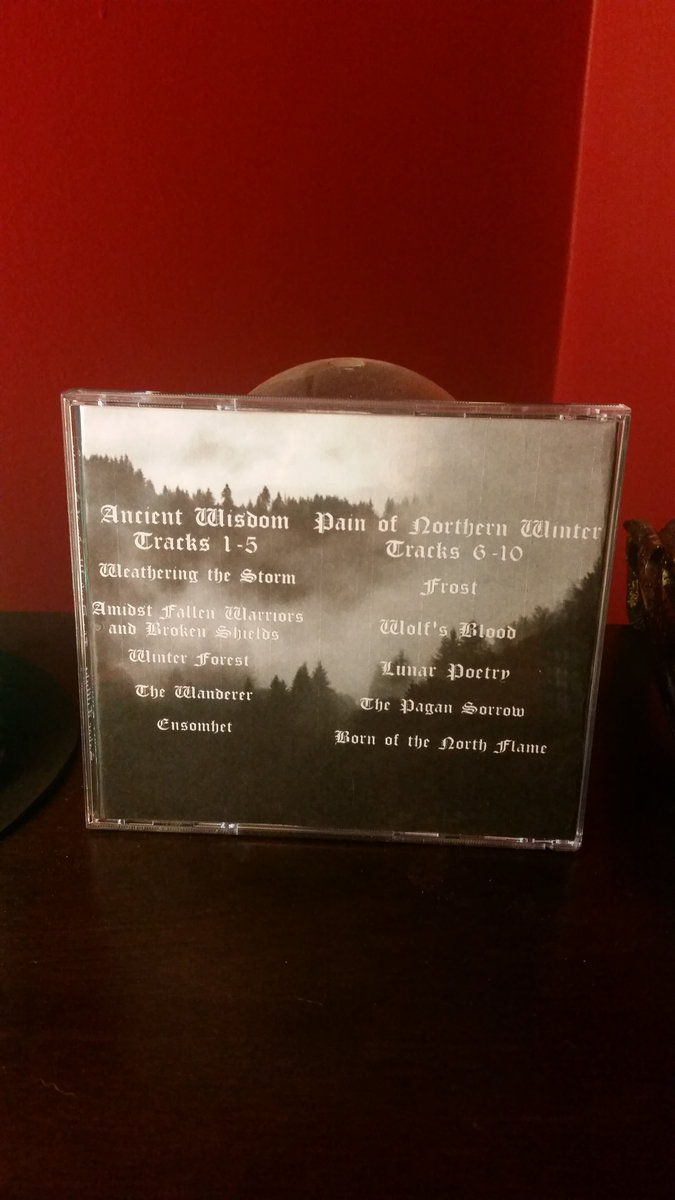 Ancient Wisdom
Tracks 1-5
Weathering the Storm
Amidst Fallen Warriors
and Broken Shields
Winter Forest
The Wanderer
Ensomhet
Pain of Northern Winter
Tracks 6-10
Frost
Wolf's Blood
Lunar Poetry
The Pagan Sorrow
Born of the North Flame